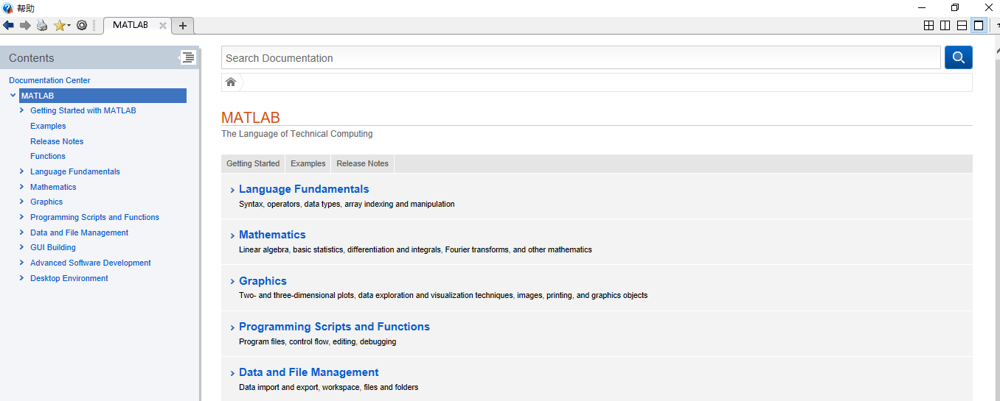 帮助
MATLAB
Contents
Documentation Center
MATLAB
Getting Started with MATLAB
Examples
Release Notes
Functions
Language Fundamentals
Mathematics
Graphics
Programming Scripts and Functions
Data and File Management
GUI Building
Advanced Software Development
Desktop Environment
Search Documentation
MATLAB
The Language of Technical Computing
Getting Started Examples Release Notes
Language Fundamentals
Syntax, operators, data types, array indexing and manipulation
Mathematics
Linear algebra, basic statistics, differentiation and integrals, Fourier transforms, and other mathematics
Graphics
Two- and three-dimensional plots, data exploration and visualization techniques, images, printing, and graphics objects
Programming Scripts and Functions
Program files, control flow, editing, debugging
Data and File Management
Data import and export, workspace, files and folders